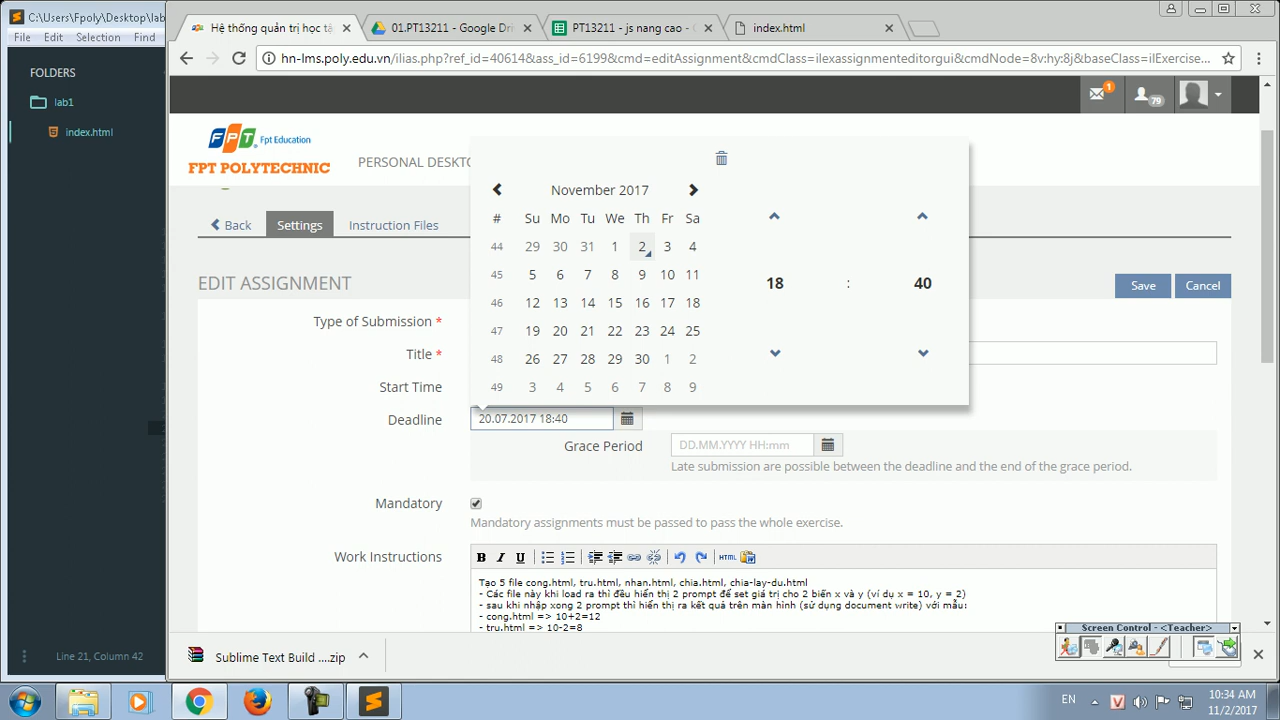 C:\Users\Fpoly\Desktop\lab
File Edit Selection Find
FOLDERS
lab1
index.html
Line 21, Column 42
Hệ thống quản trị học tậ
01.PT13211 - Google Dri
PT13211 - js nang cao -
index.html
hn-lms.poly.edu.vn/ilias.php?ref_id=40614&ass_id=6199&cmd=editAssignment&cmdClass=ilexassignmenteditorgui&cmdNode=8v:hy:8j&baseClass=ilExercise...
1
79
FPT Fpt Education
FPT POLYTECHNIC
PERSONAL DESKTO
Back Settings Instruction Files
November 2017
# Su Mo Tu We Th Fr Sa
44 29 30 31 1 2 3 4
45 5 6 7 8 9 10 11
46 12 13 14 15 16 17 18
47 19 20 21 22 23 24 25
48 26 27 28 29 30 1 2
49 3 4 5 6 7 8 9
18 : 40
EDIT ASSIGNMENT
Save Cancel
Type of Submission *
Title *
Start Time
Deadline 20.07.2017 18:40
Grace Period DD.MM.YYYY HH:mm
Late submission are possible between the deadline and the end of the grace period.
Mandatory
Mandatory assignments must be passed to pass the whole exercise.
Work Instructions
B I U HTML
Tạo 5 file cong.html, tru.html, nhan.html, chia.html, chia-lay-du.html
- Các file này khi load ra thì đều hiển thị 2 prompt để set giá trị cho 2 biến x và y (ví dụ x = 10, y = 2)
- sau khi nhập xong 2 prompt thì hiển thị ra kết quả trên màn hình (sử dụng document write) với mẫu:
- cong.html => 10+2=12
- tru.html => 10-2=8
Screen Control - <Teacher>
Sublime Text Build ....zip
EN
10:34 AM
11/2/2017